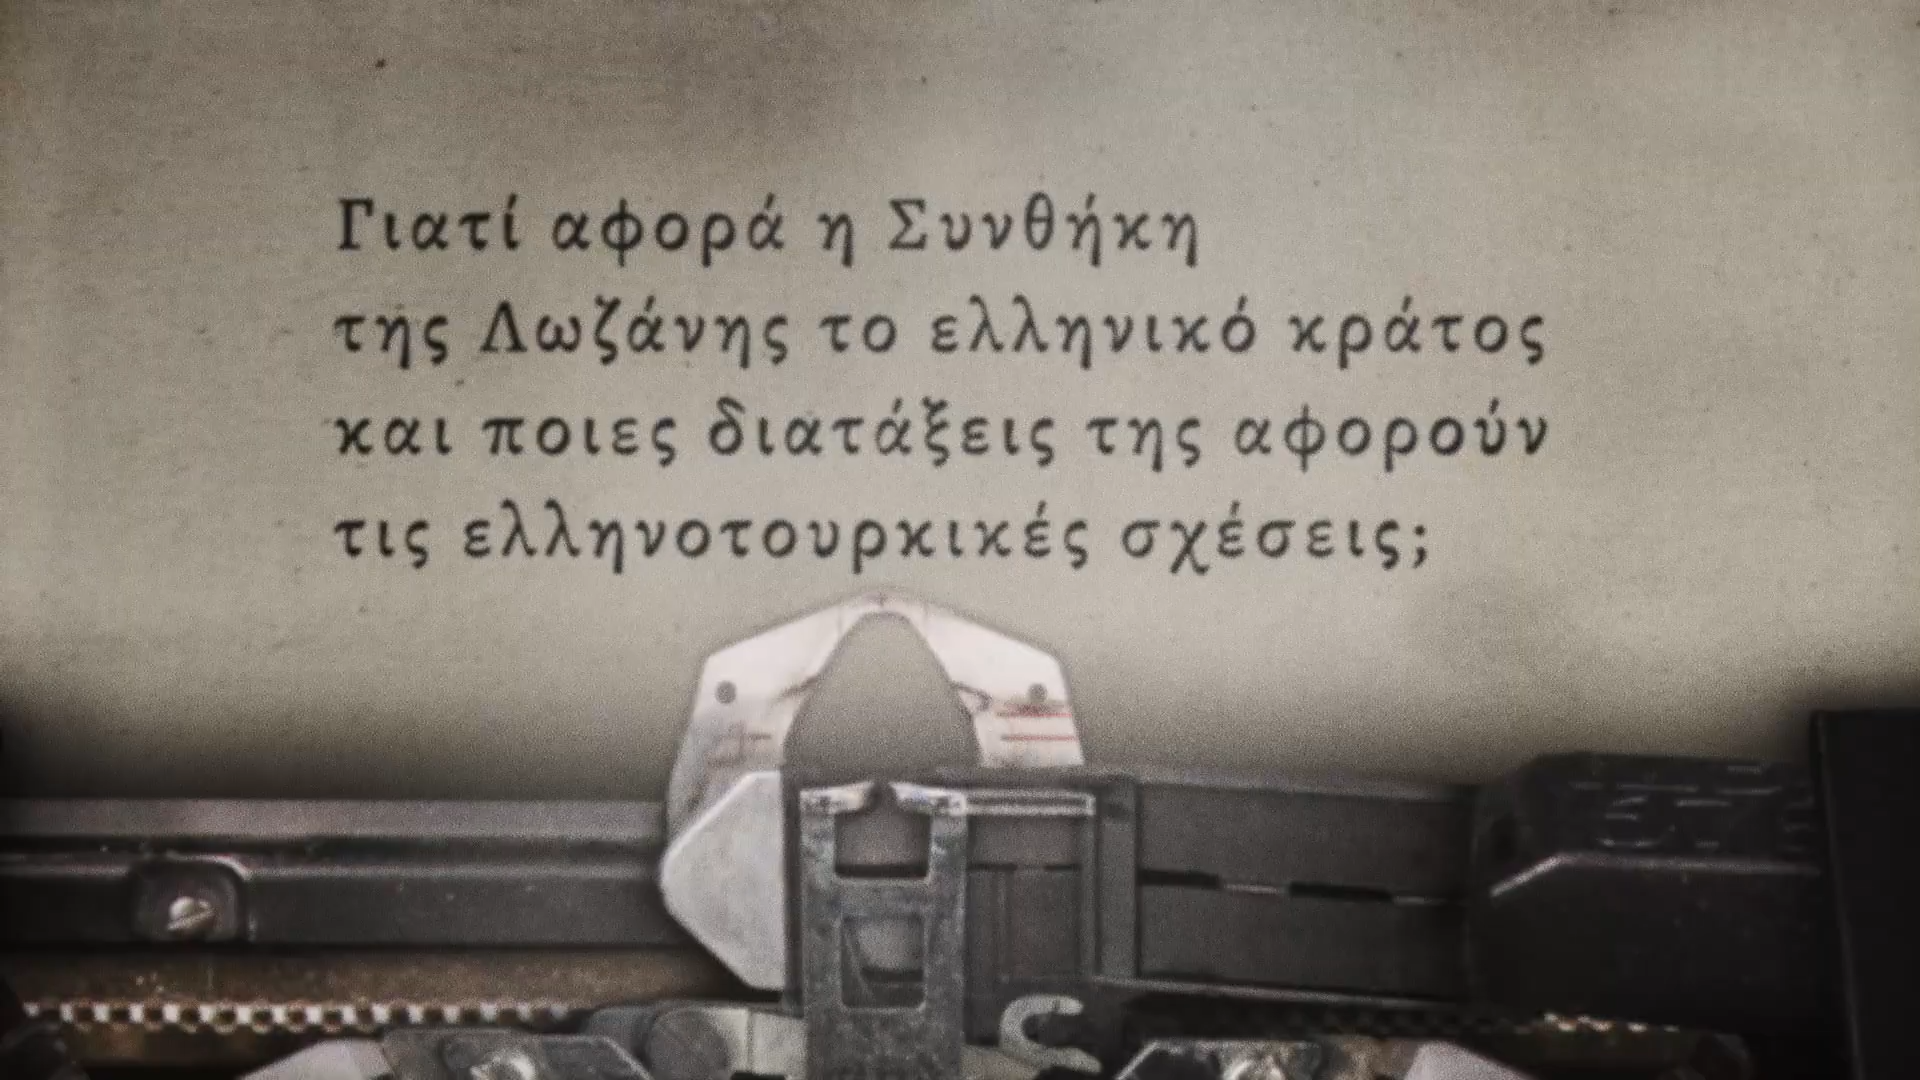 Γιατί αφορά η Συνθήκη
της Λωζάνης το ελληνικό κράτος
και ποιες διατάξεις της αφορούν
τις ελληνοτουρκικές σχέσεις;